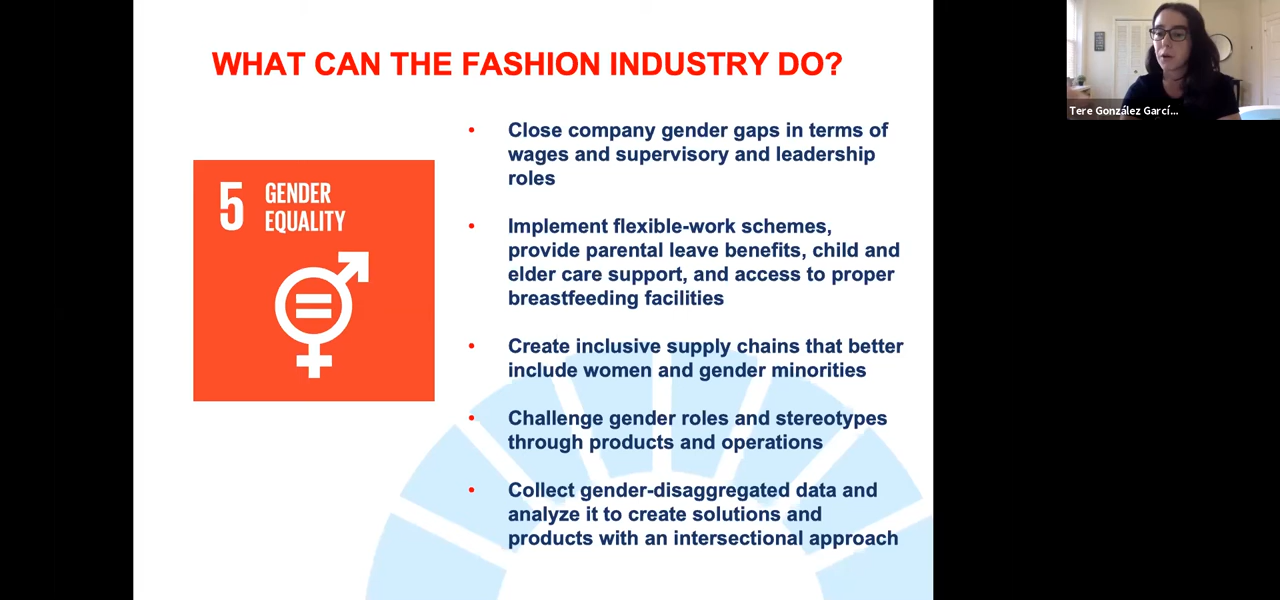 WHAT CAN THE FASHION INDUSTRY DO?
5 GENDER
EQUALITY
• Close company gender gaps in terms of
wages and supervisory and leadership
roles
• Implement flexible-work schemes,
provide parental leave benefits, child and
elder care support, and access to proper
breastfeeding facilities
• Create inclusive supply chains that better
include women and gender minorities
• Challenge gender roles and stereotypes
through products and operations
• Collect gender-disaggregated data and
analyze it to create solutions and
products with an intersectional approach
Tere González Garcí...